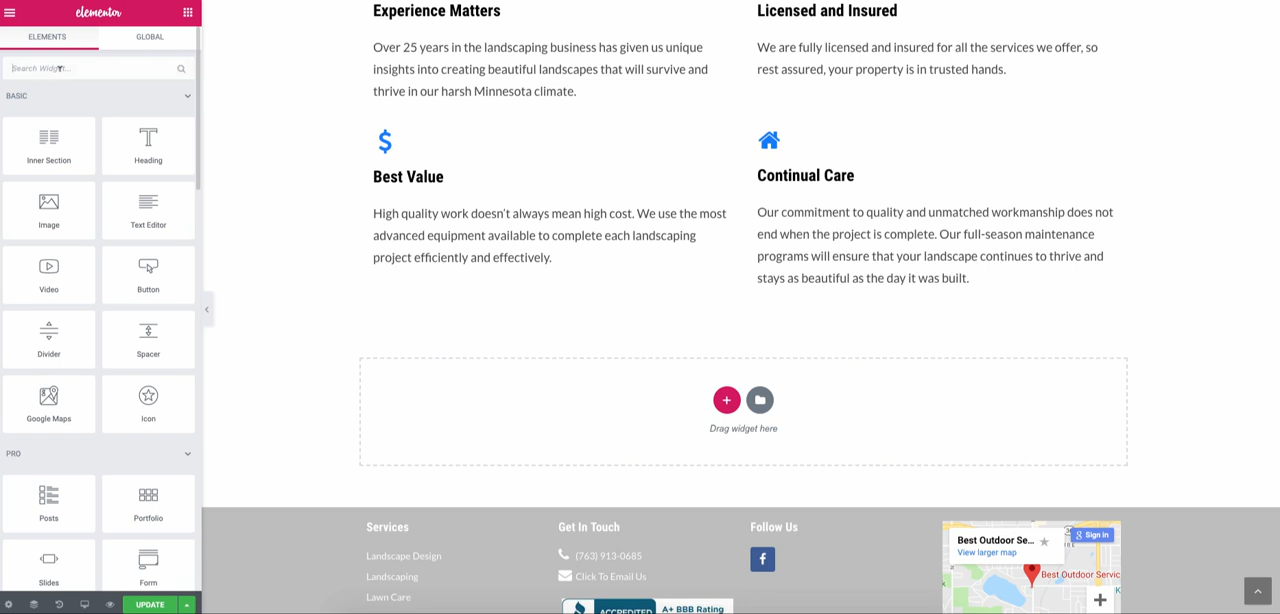 elementor
ELEMENTS
GLOBAL
Search Widget...
BASIC
Inner Section
Heading
Image
Text Editor
Video
Button
Divider
Spacer
Google Maps
Icon
PRO
Posts
Portfolio
Slides
Form
UPDATE
Experience Matters
Over 25 years in the landscaping business has given us unique
insights into creating beautiful landscapes that will survive and
thrive in our harsh Minnesota climate.
Licensed and Insured
We are fully licensed and insured for all the services we offer, so
rest assured, your property is in trusted hands.
Best Value
High quality work doesn't always mean high cost. We use the most
advanced equipment available to complete each landscaping
project efficiently and effectively.
Continual Care
Our commitment to quality and unmatched workmanship does not
end when the project is complete. Our full-season maintenance
programs will ensure that your landscape continues to thrive and
stays as beautiful as the day it was built.
Drag widget here
Services
Landscape Design
Landscaping
Lawn Care
Get In Touch
(763) 913-0685
Click To Email Us
ACCREDITED
A+ BBB Rating
Follow Us
Best Outdoor Se...
View larger map
Sign in
Best Outdoor Servic